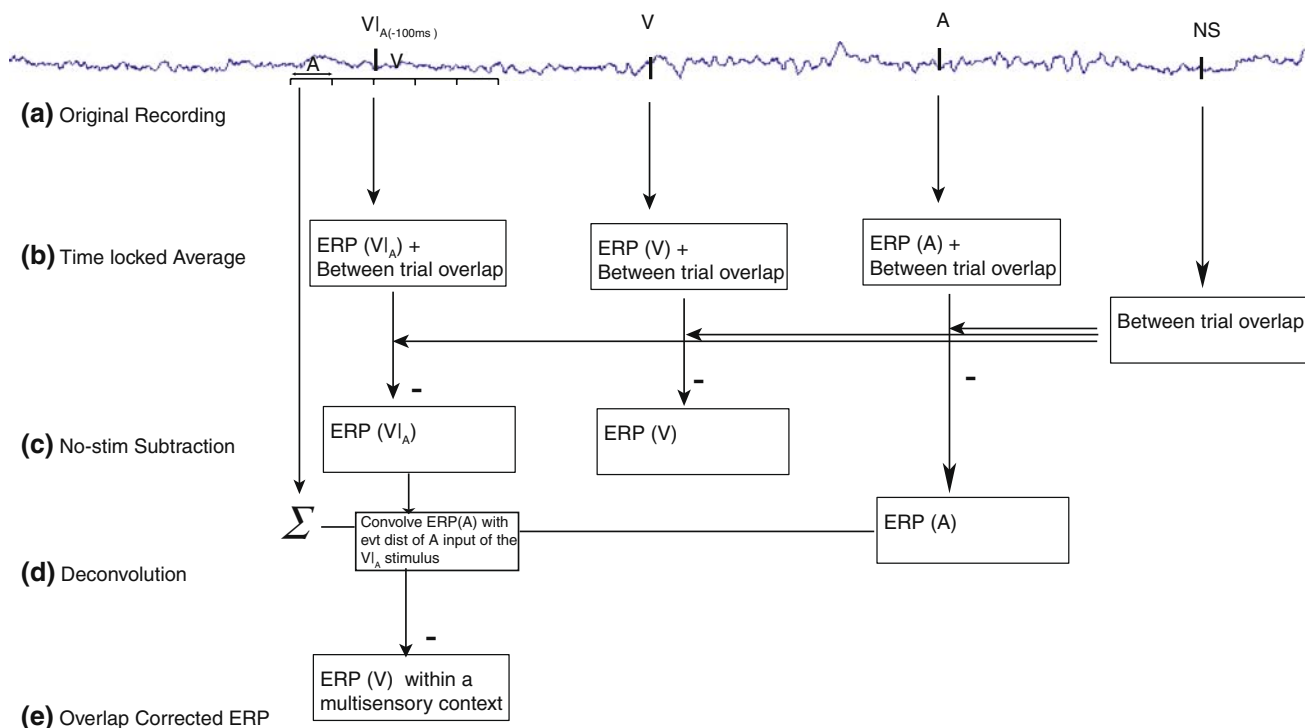 V|A(-100ms)
V
A
NS
A
V
(a) Original Recording
ERP (V|A) +
Between trial overlap
ERP (V) +
Between trial overlap
ERP (A) +
Between trial overlap
(b) Time locked Average
Between trial overlap
-
-
-
ERP (V|A)
ERP (V)
(c) No-stim Subtraction
Σ
Convolve ERP(A) with
evt dist of A input of the
V|A stimulus
ERP (A)
(d) Deconvolution
-
ERP (V) within a
multisensory context
(e) Overlap Corrected ERP